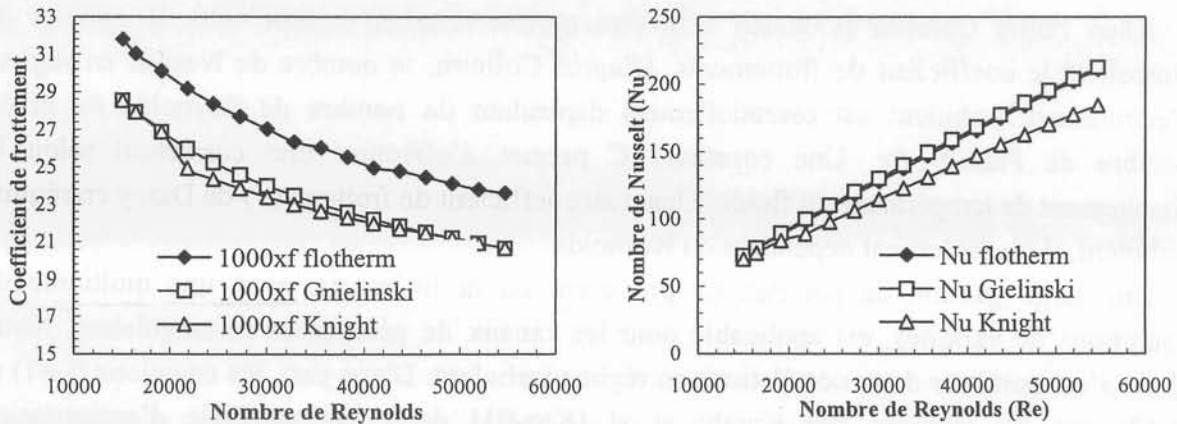 Coefficient de frottement
33
31
29
27
25
23
21
19
17
15
1000xf flotherm
1000xf Gnielinski
1000xf Knight
10000 20000 30000 40000 50000 60000
Nombre de Reynolds
Nombre de Nusselt (Nu)
250
200
150
100
50
0
Nu flotherm
Nu Gielinski
Nu Knight
10000 20000 30000 40000 50000 60000
Nombre de Reynolds (Re)